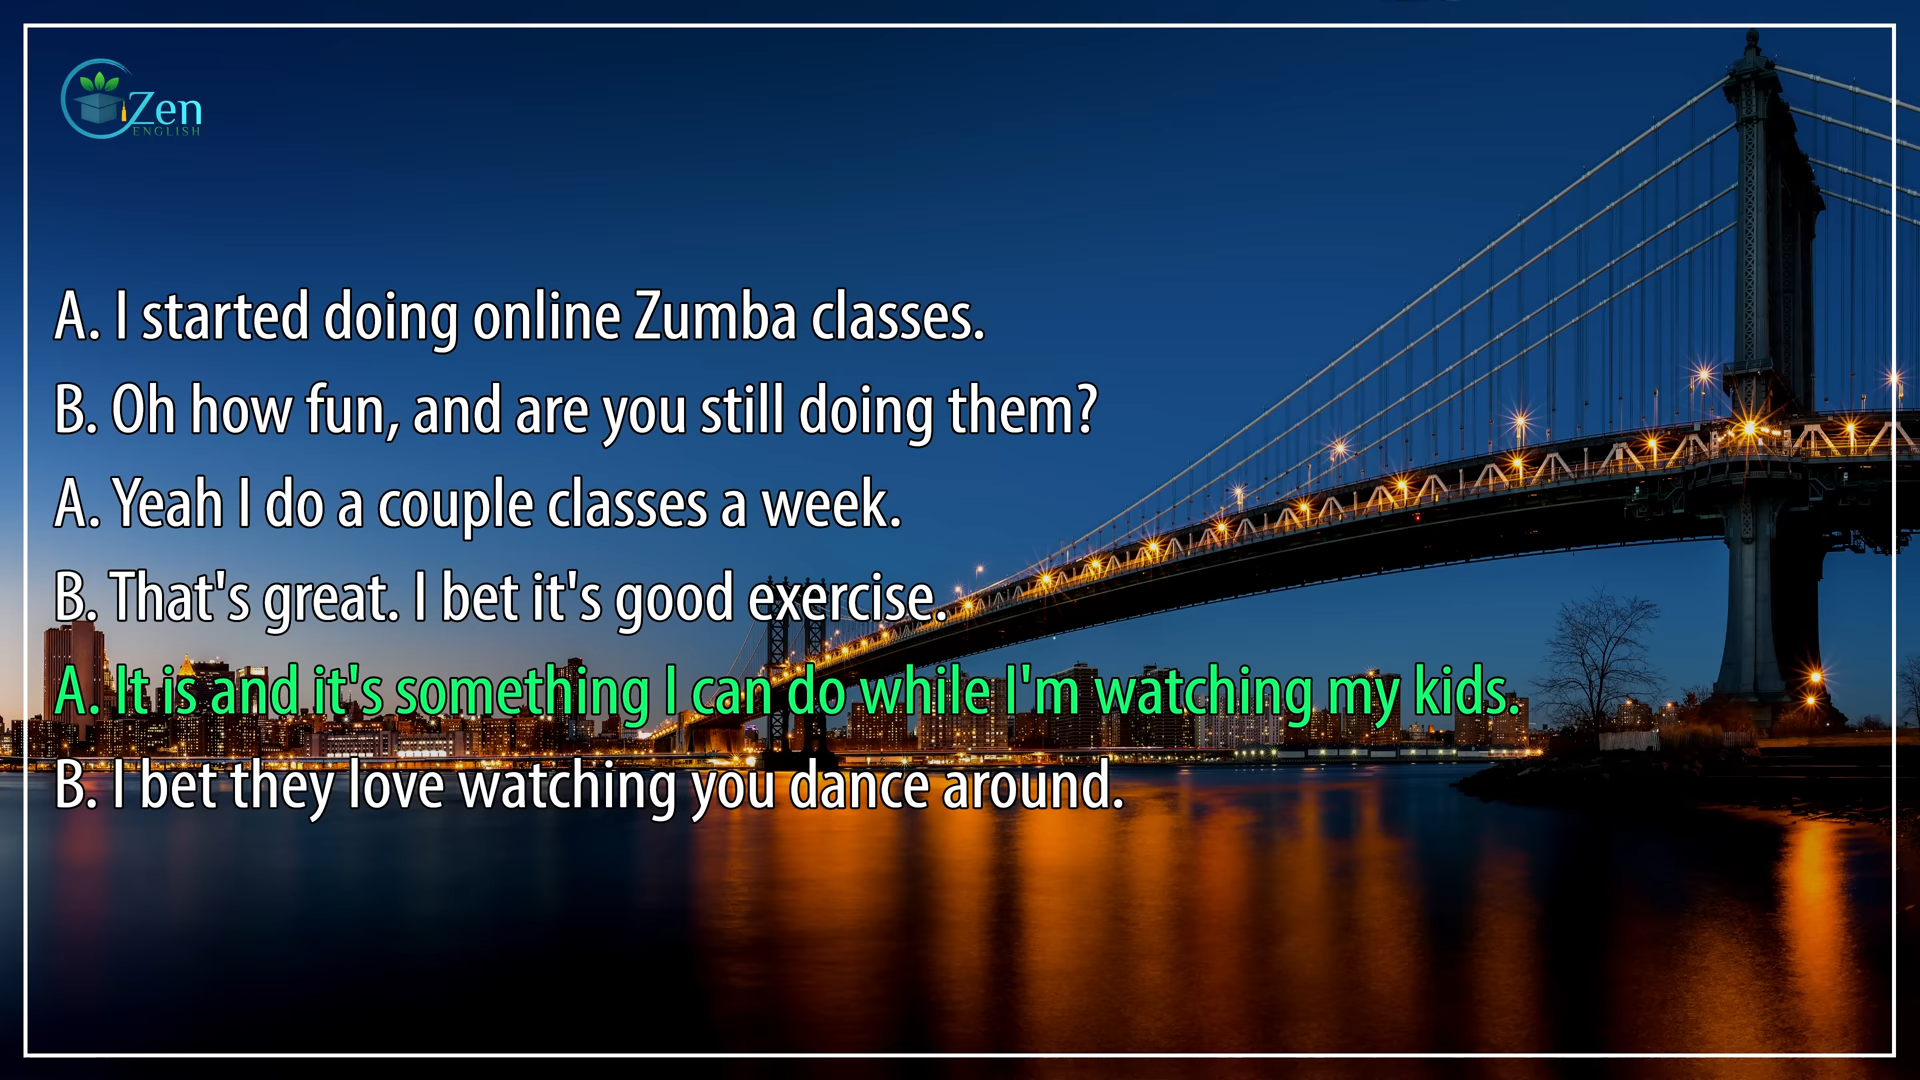 Zen
ENGLISH
A. I started doing online Zumba classes.
B. Oh how fun, and are you still doing them?
A. Yeah I do a couple classes a week.
B. That's great. I bet it's good exercise.
A. It is and it's something I can do while I'm watching my kids.
B. I bet they love watching you dance around.